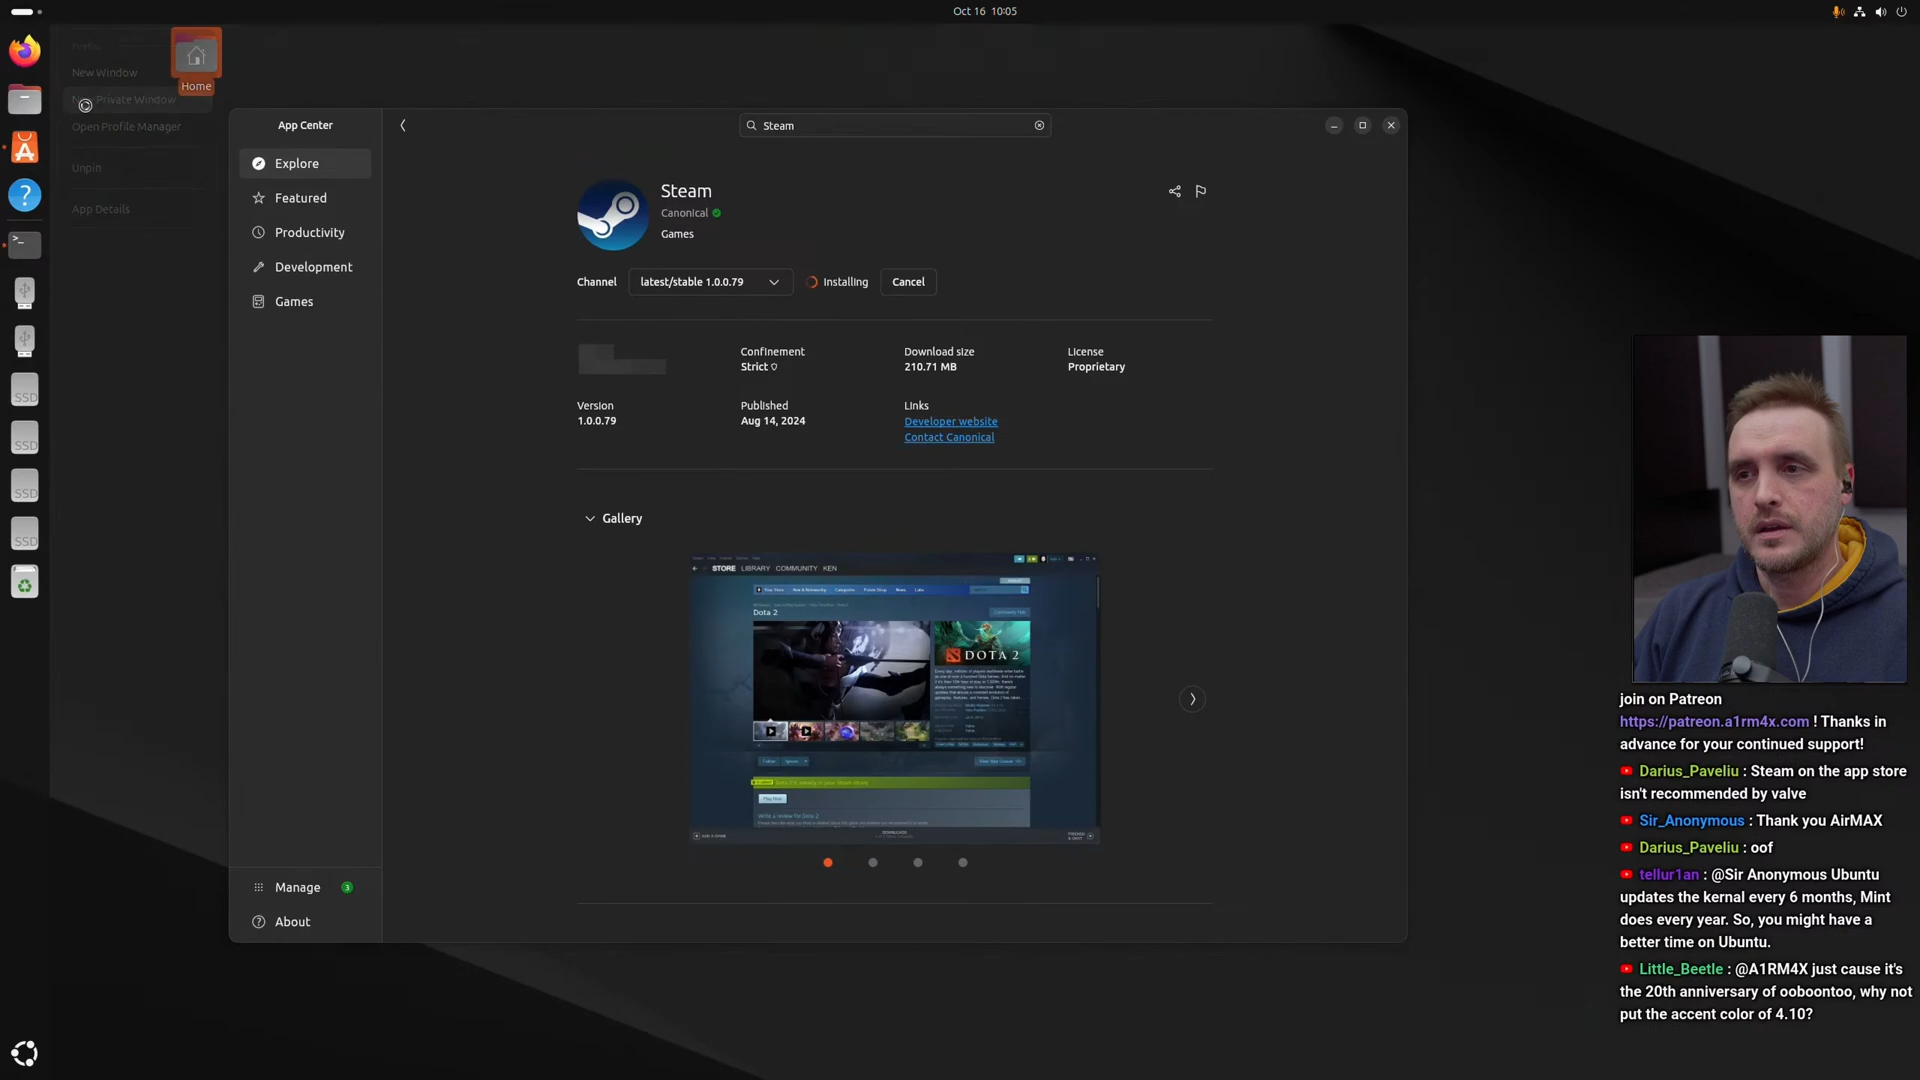 Oct 16 10:05
Firefox
New Window
New Private Window
Open Profile Manager
Unpin
App Details
Home
App Center
Explore
Featured
Productivity
Development
Games
Manage 3
About
Steam
Steam
Canonical
Games
Channel latest/stable 1.0.0.79 Installing Cancel
Confinement
Strict
Download size
210.71 MB
License
Proprietary
Version
1.0.0.79
Published
Aug 14, 2024
Links
Developer website
Contact Canonical
Gallery
STORE LIBRARY COMMUNITY KEN
Dota 2
DOTA 2
SSD
SSD
SSD
SSD
join on Patreon
https://patreon.a1rm4x.com ! Thanks in
advance for your continued support!
Darius_Paveliu : Steam on the app store
isn't recommended by valve
Sir_Anonymous : Thank you AirMAX
Darius_Paveliu : oof
tellur1an : @Sir Anonymous Ubuntu
updates the kernal every 6 months, Mint
does every year. So, you might have a
better time on Ubuntu.
Little_Beetle : @A1RM4X just cause it's
the 20th anniversary of ooboontoo, why not
put the accent color of 4.10?